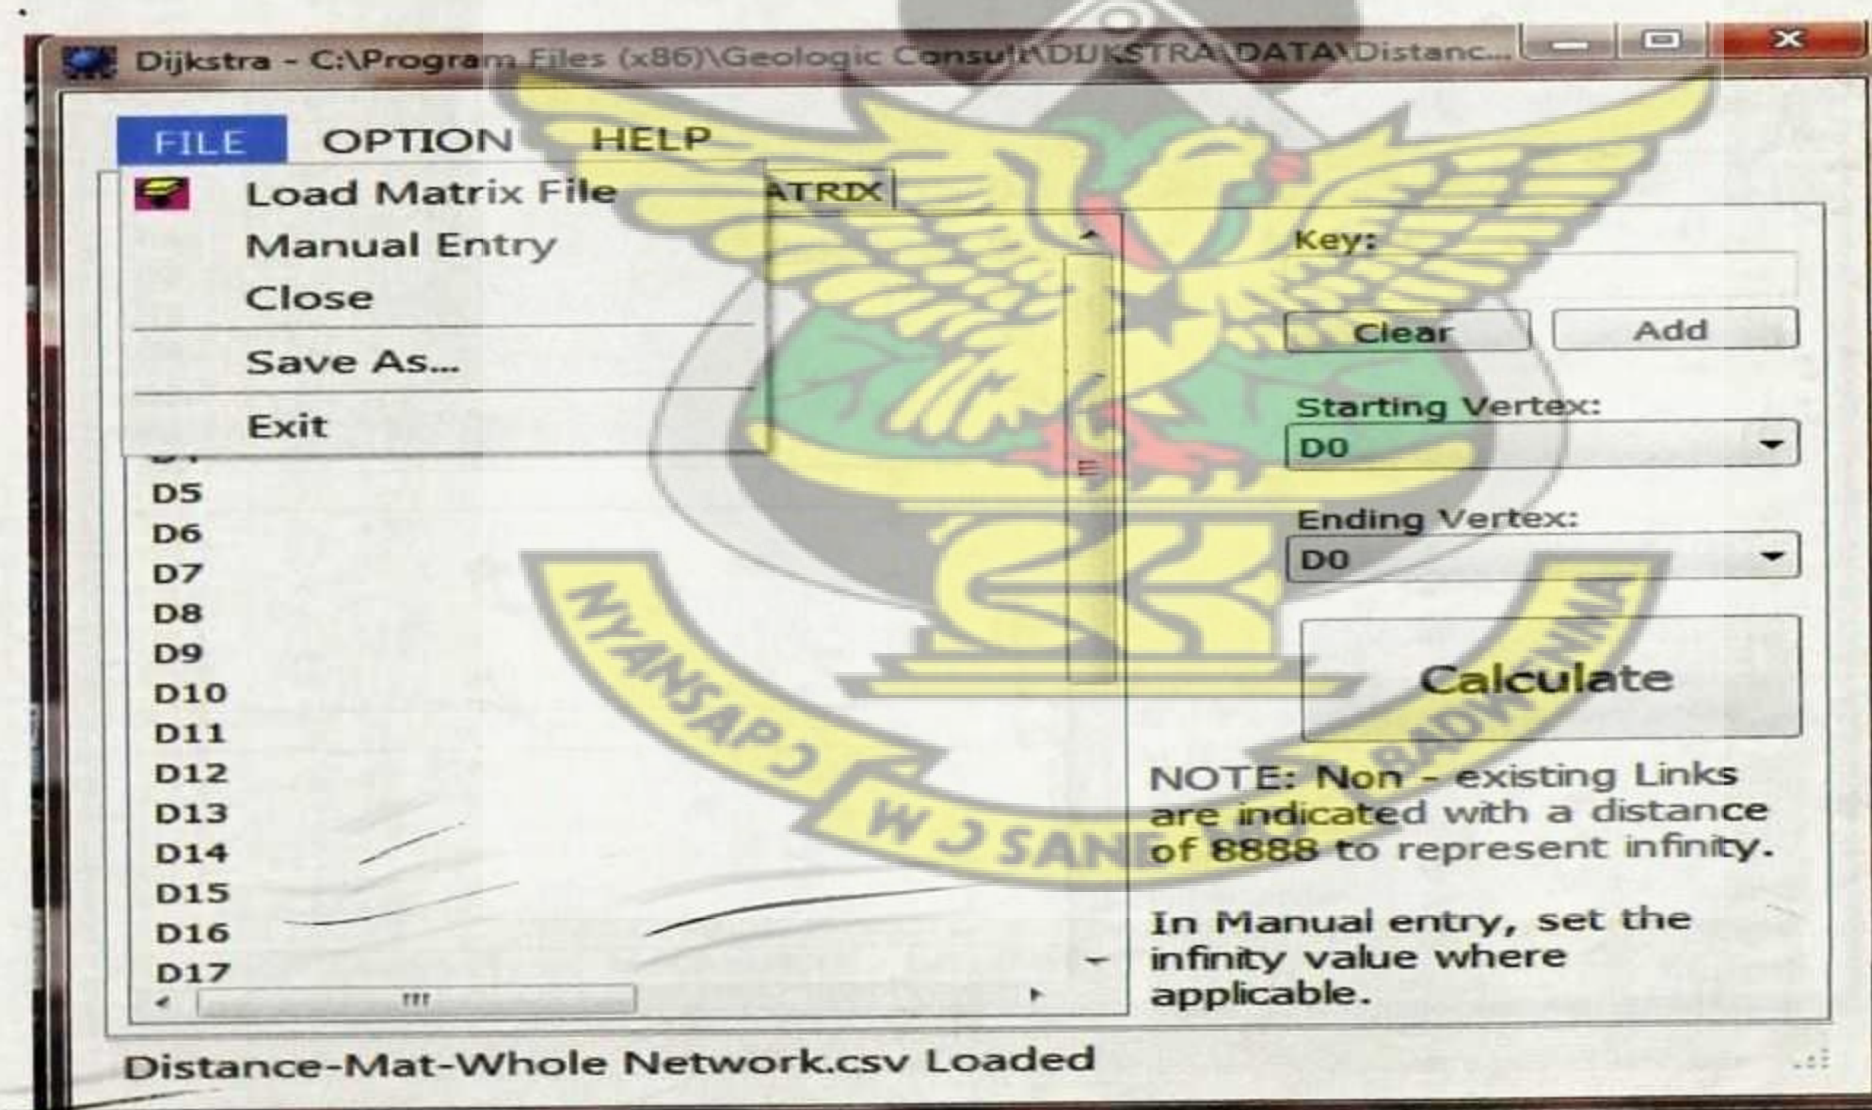 Dijkstra - C:\Program Files (x86)\Geologic Consult\DIJKSTRA\DATA\Distanc...
FILE OPTION HELP
Load Matrix File
Manual Entry
Close
Save As...
Exit
ATRIX
D5
D6
D7
D8
D9
D10
D11
D12
D13
D14
D15
D16
D17
Key:
Clear Add
Starting Vertex:
D0
Ending Vertex:
D0
Calculate
NOTE: Non - existing Links
are indicated with a distance
of 8888 to represent infinity.
In Manual entry, set the
infinity value where
applicable.
Distance-Mat-Whole Network.csv Loaded
NYANSAPƆ
W Ɔ SANE
BADWENMA